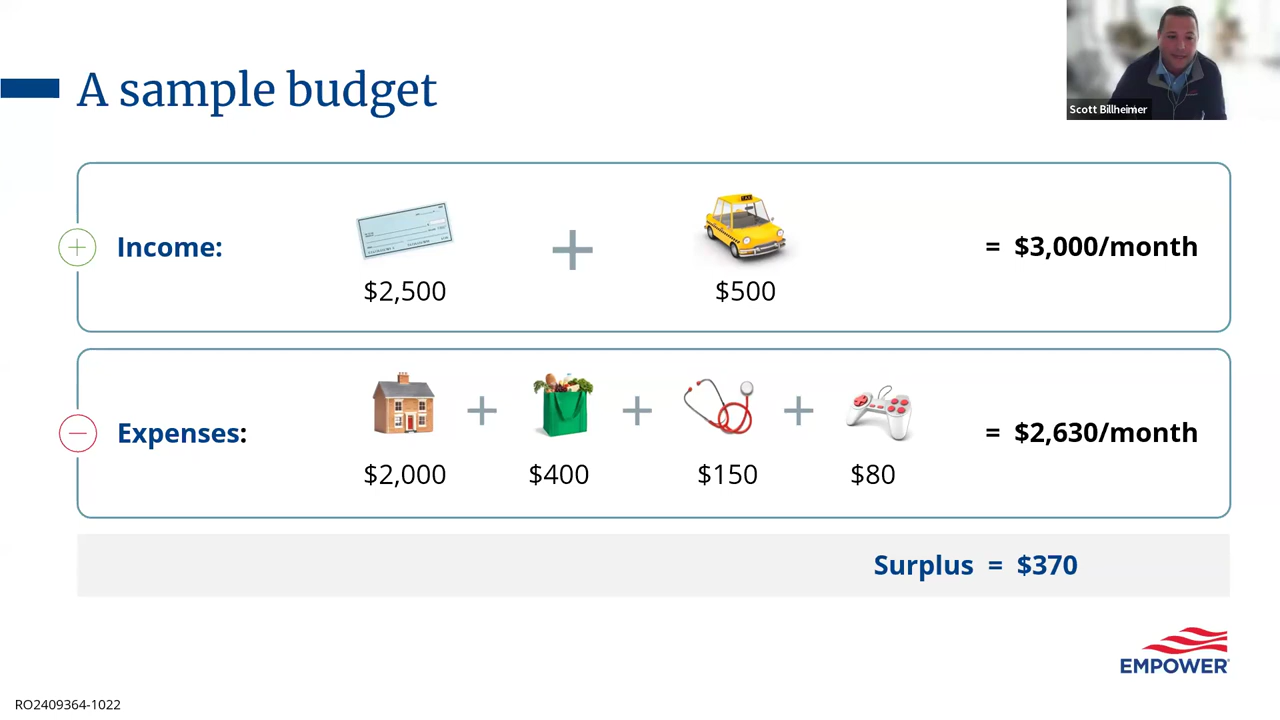 A sample budget
Scott Billheimer
TAXI
Income:
+
= $3,000/month
$2,500
$500
Expenses:
+
+
+
= $2,630/month
$2,000
$400
$150
$80
Surplus = $370
EMPOWER
RO2409364-1022